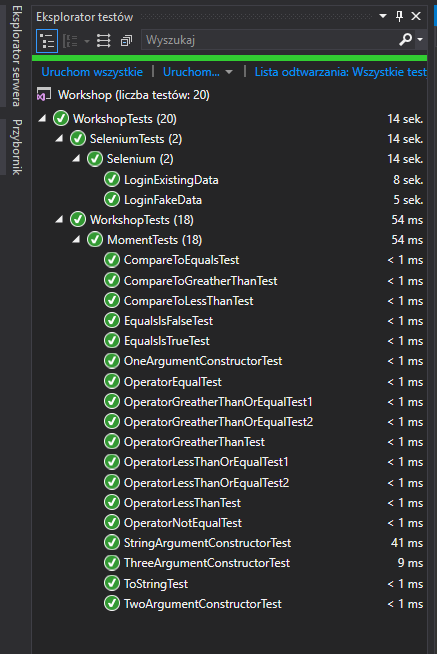 Eksplorator serwera
Przybornik
Eksplorator testów
Wyszukaj
Uruchom wszystkie | Uruchom... | Lista odtwarzania: Wszystkie test
Workshop (liczba testów: 20)
WorkshopTests (20) 14 sek.
SeleniumTests (2) 14 sek.
Selenium (2) 14 sek.
LoginExistingData 8 sek.
LoginFakeData 5 sek.
WorkshopTests (18) 54 ms
MomentTests (18) 54 ms
CompareToEqualsTest < 1 ms
CompareToGreatherThanTest < 1 ms
CompareToLessThanTest < 1 ms
EqualsIsFalseTest < 1 ms
EqualsIsTrueTest < 1 ms
OneArgumentConstructorTest < 1 ms
OperatorEqualTest < 1 ms
OperatorGreatherThanOrEqualTest1 < 1 ms
OperatorGreatherThanOrEqualTest2 < 1 ms
OperatorGreatherThanTest < 1 ms
OperatorLessThanOrEqualTest1 < 1 ms
OperatorLessThanOrEqualTest2 < 1 ms
OperatorLessThanTest < 1 ms
OperatorNotEqualTest < 1 ms
StringArgumentConstructorTest 41 ms
ThreeArgumentConstructorTest 9 ms
ToStringTest < 1 ms
TwoArgumentConstructorTest < 1 ms